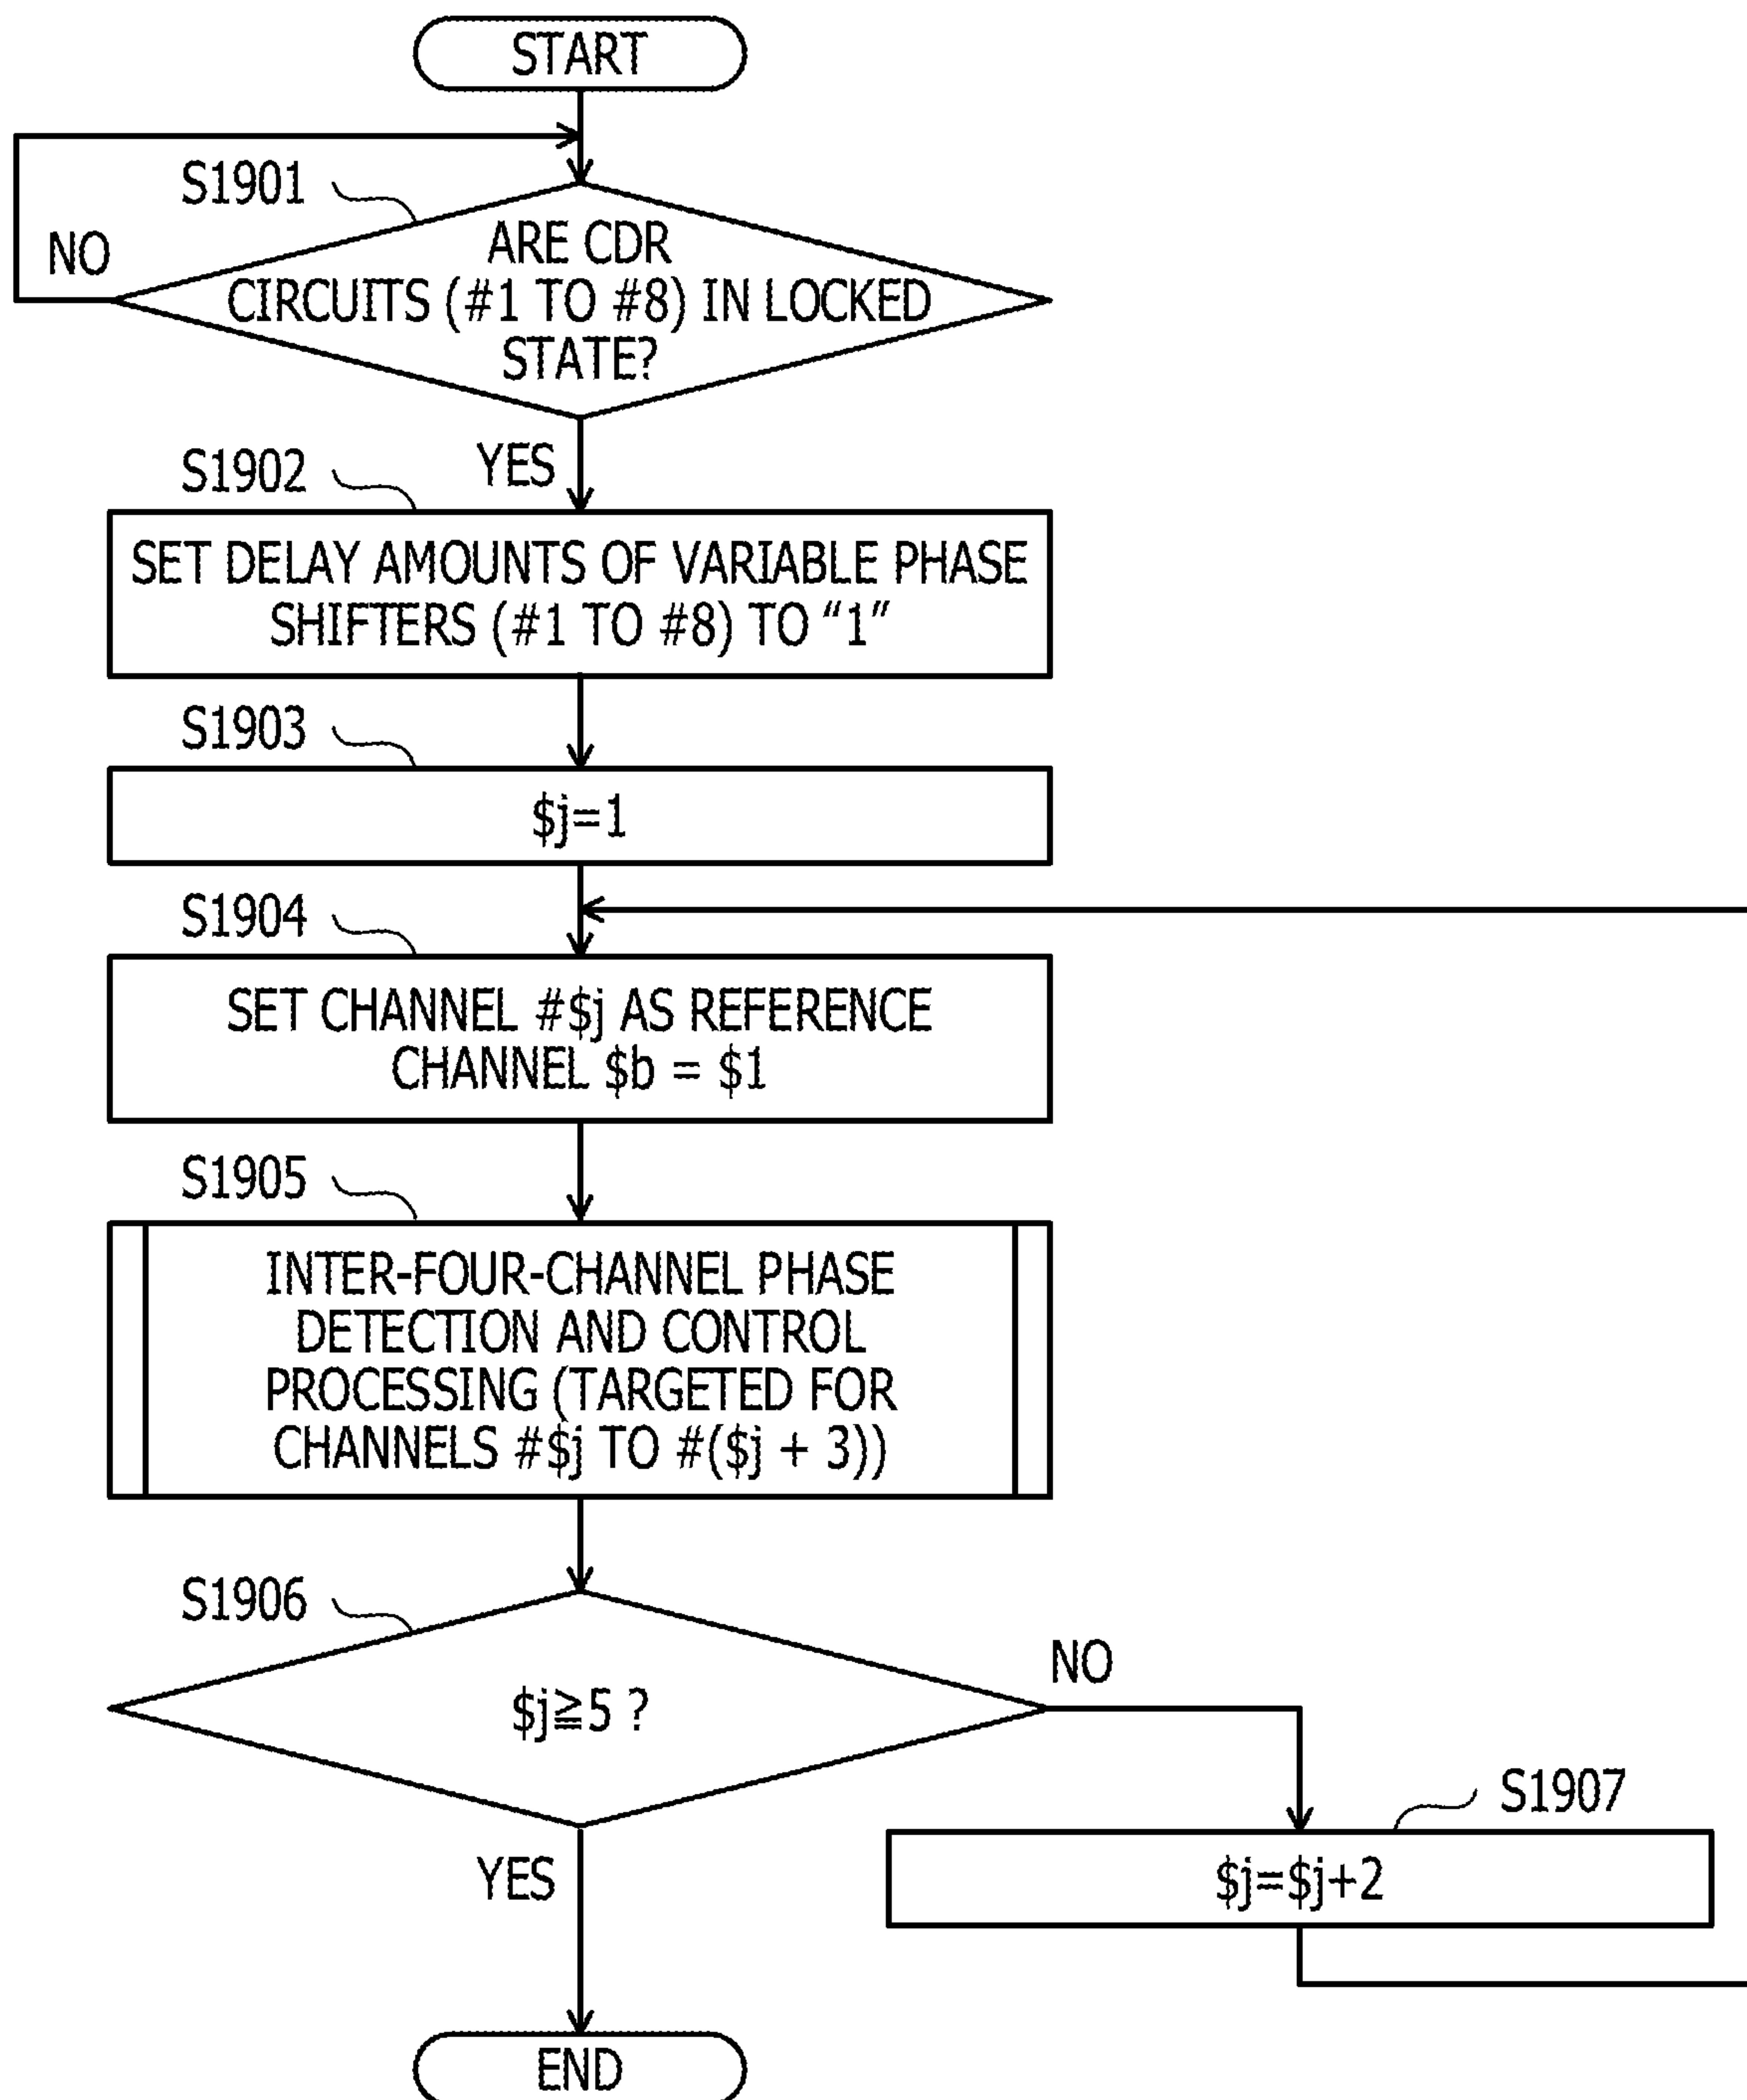 START
S1901
NO
ARE CDR
CIRCUITS (#1 TO #8) IN LOCKED
STATE?
YES
S1902
SET DELAY AMOUNTS OF VARIABLE PHASE
SHIFTERS (#1 TO #8) TO “1”
S1903
$j=1
S1904
SET CHANNEL #$j AS REFERENCE
CHANNEL $b = $1
S1905
INTER-FOUR-CHANNEL PHASE
DETECTION AND CONTROL
PROCESSING (TARGETED FOR
CHANNELS #$j TO #($j + 3))
S1906
$j≧5 ?
NO
S1907
$j=$j+2
YES
END